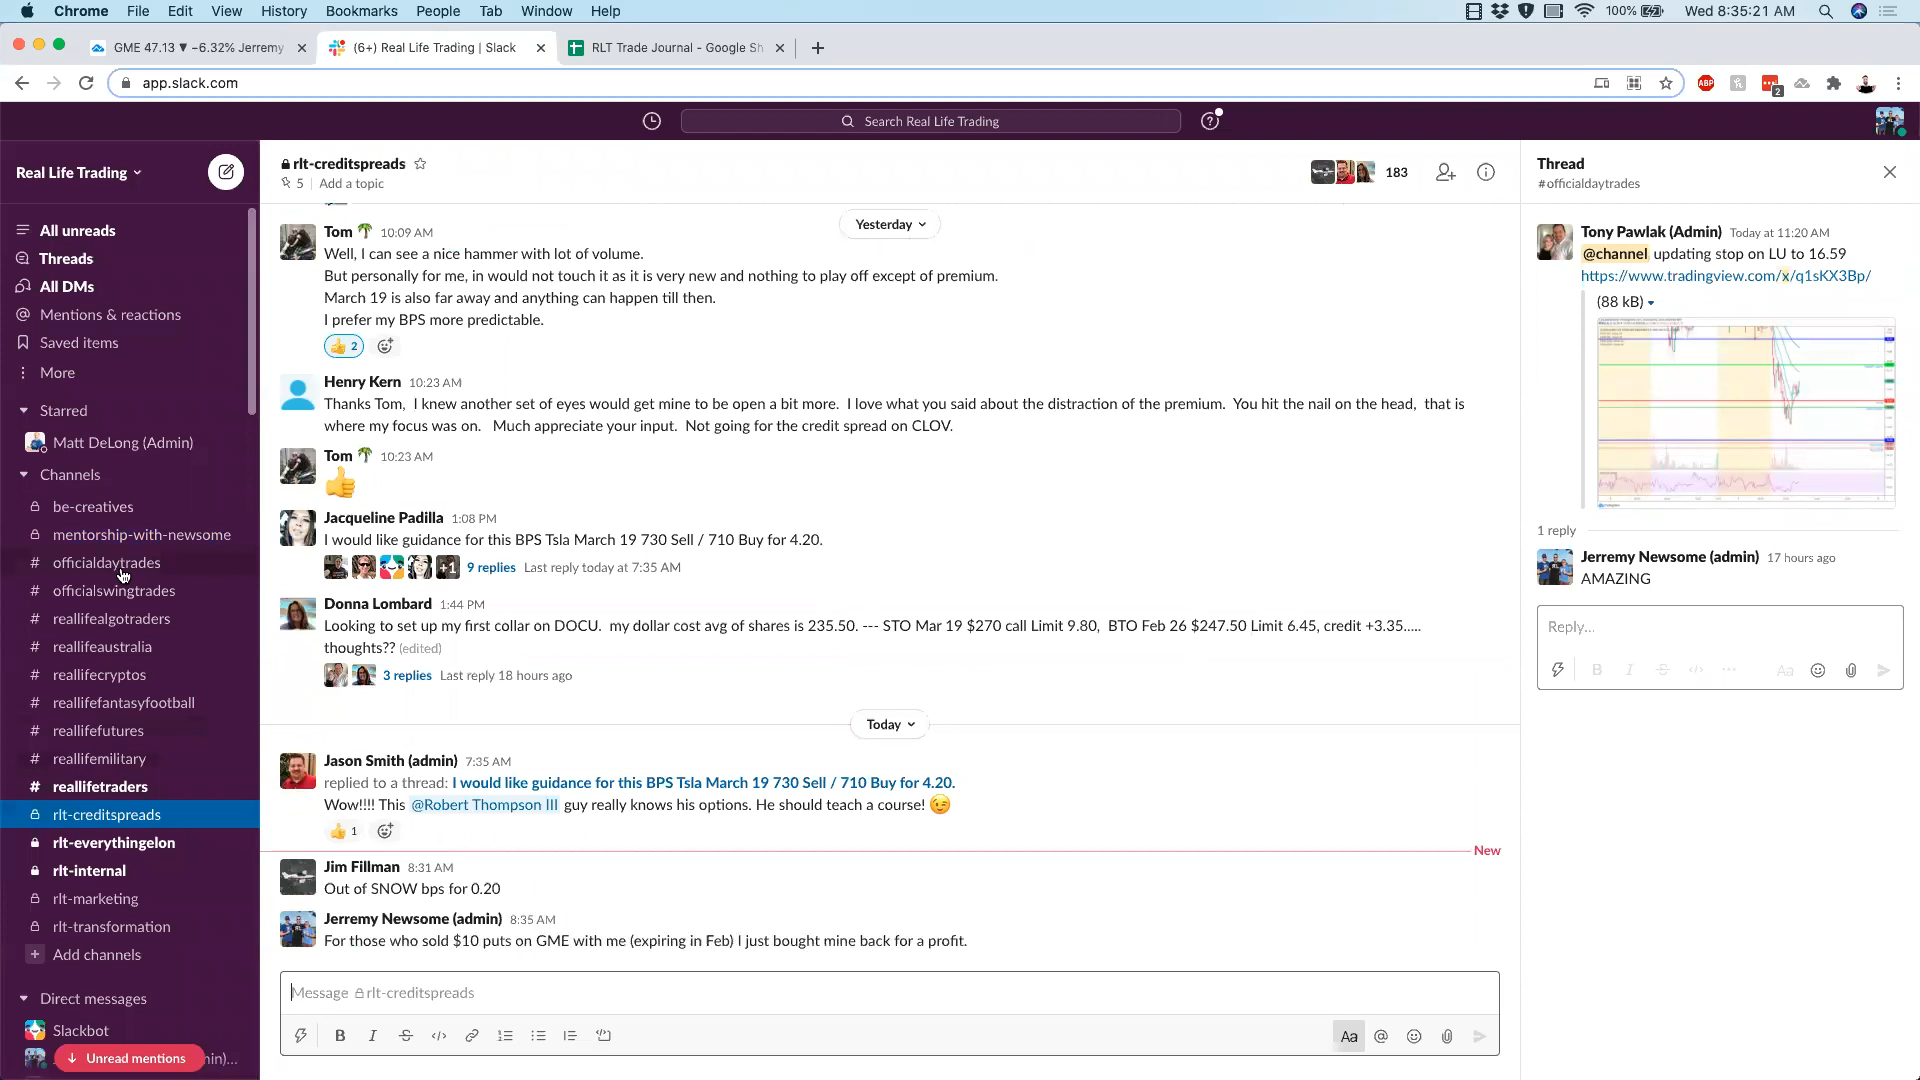 Chrome File Edit View History Bookmarks People Tab Window Help
100% Wed 8:35:21 AM
GME 47.13 ▼ −6.32% Jerremy
(6+) Real Life Trading | Slack
RLT Trade Journal - Google Sh
app.slack.com
ABP
2
Search Real Life Trading
Real Life Trading
All unreads
Threads
All DMs
Mentions & reactions
Saved items
More
Starred
Matt DeLong (Admin)
Channels
be-creatives
mentorship-with-newsome
# officialdaytrades
# officialswingtrades
# reallifealgotraders
# reallifeaustralia
# reallifecryptos
# reallifefantasyfootball
# reallifefutures
# reallifemilitary
# reallifetraders
rlt-creditspreads
rlt-everythingelon
rlt-internal
rlt-marketing
rlt-transformation
+ Add channels
Direct messages
Slackbot
↓ Unread mentions
nin)...
rlt-creditspreads
5 | Add a topic
183
Yesterday
Tom 🌴 10:09 AM
Well, I can see a nice hammer with lot of volume.
But personally for me, in would not touch it as it is very new and nothing to play off except of premium.
March 19 is also far away and anything can happen till then.
I prefer my BPS more predictable.
👍 2
Henry Kern 10:23 AM
Thanks Tom, I knew another set of eyes would get mine to be open a bit more. I love what you said about the distraction of the premium. You hit the nail on the head, that is
where my focus was on. Much appreciate your input. Not going for the credit spread on CLOV.
Tom 🌴 10:23 AM
👍
Jacqueline Padilla 1:08 PM
I would like guidance for this BPS Tsla March 19 730 Sell / 710 Buy for 4.20.
+1 9 replies Last reply today at 7:35 AM
Donna Lombard 1:44 PM
Looking to set up my first collar on DOCU. my dollar cost avg of shares is 235.50. --- STO Mar 19 $270 call Limit 9.80, BTO Feb 26 $247.50 Limit 6.45, credit +3.35.....
thoughts?? (edited)
3 replies Last reply 18 hours ago
Today
Jason Smith (admin) 7:35 AM
replied to a thread: I would like guidance for this BPS Tsla March 19 730 Sell / 710 Buy for 4.20.
Wow!!!! This @Robert Thompson III guy really knows his options. He should teach a course! 😉
👍 1
New
Jim Fillman 8:31 AM
Out of SNOW bps for 0.20
Jerremy Newsome (admin) 8:35 AM
For those who sold $10 puts on GME with me (expiring in Feb) I just bought mine back for a profit.
Message rlt-creditspreads
B I S </> Aa @
Thread
#officialdaytrades
Tony Pawlak (Admin) Today at 11:20 AM
@channel updating stop on LU to 16.59
https://www.tradingview.com/x/q1sKX3Bp/
(88 kB)
1 reply
Jerremy Newsome (admin) 17 hours ago
AMAZING
Reply...
B I S </> ... Aa